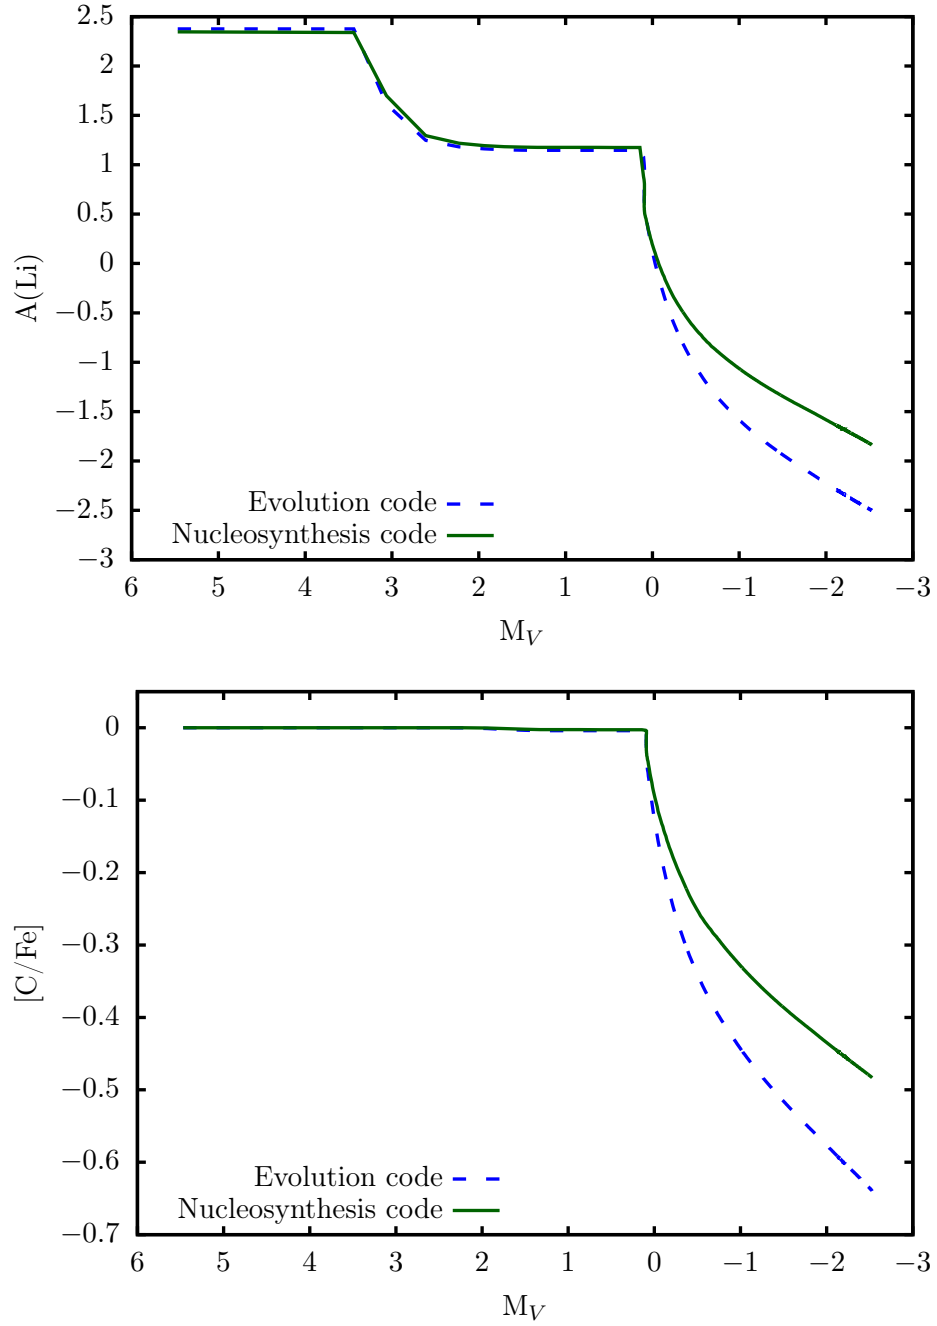 2.5
2
1.5
1
0.5
0
−0.5
−1
−1.5
−2
−2.5
−3
A(Li)
Evolution code
Nucleosynthesis code
6 5 4 3 2 1 0 −1 −2 −3
M_V
0
−0.1
−0.2
−0.3
−0.4
−0.5
−0.6
−0.7
[C/Fe]
Evolution code
Nucleosynthesis code
6 5 4 3 2 1 0 −1 −2 −3
M_V